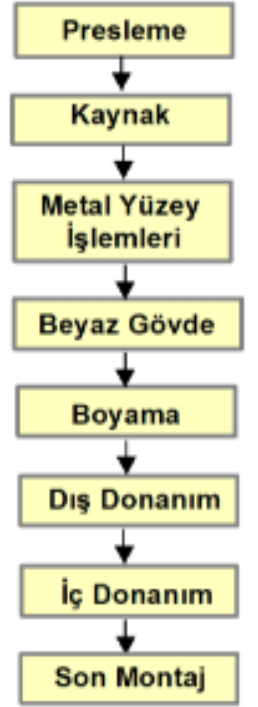 Presleme
Kaynak
Metal Yüzey
İşlemleri
Beyaz Gövde
Boyama
Dış Donanım
İç Donanım
Son Montaj